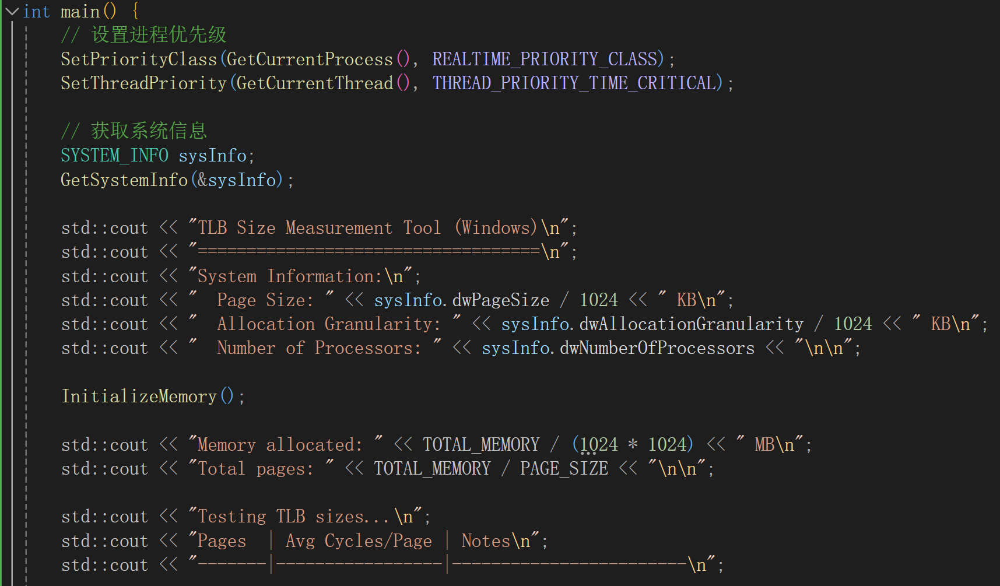 int main() {
// 设置进程优先级
SetPriorityClass(GetCurrentProcess(), REALTIME_PRIORITY_CLASS);
SetThreadPriority(GetCurrentThread(), THREAD_PRIORITY_TIME_CRITICAL);
// 获取系统信息
SYSTEM_INFO sysInfo;
GetSystemInfo(&sysInfo);
std::cout << "TLB Size Measurement Tool (Windows)\n";
std::cout << "===================================\n";
std::cout << "System Information:\n";
std::cout << "  Page Size: " << sysInfo.dwPageSize / 1024 << " KB\n";
std::cout << "  Allocation Granularity: " << sysInfo.dwAllocationGranularity / 1024 << " KB\n";
std::cout << "  Number of Processors: " << sysInfo.dwNumberOfProcessors << "\n\n";
InitializeMemory();
std::cout << "Memory allocated: " << TOTAL_MEMORY / (1024 * 1024) << " MB\n";
std::cout << "Total pages: " << TOTAL_MEMORY / PAGE_SIZE << "\n\n";
std::cout << "Testing TLB sizes...\n";
std::cout << "Pages  | Avg Cycles/Page | Notes\n";
std::cout << "-------|-----------------|------------------------\n";